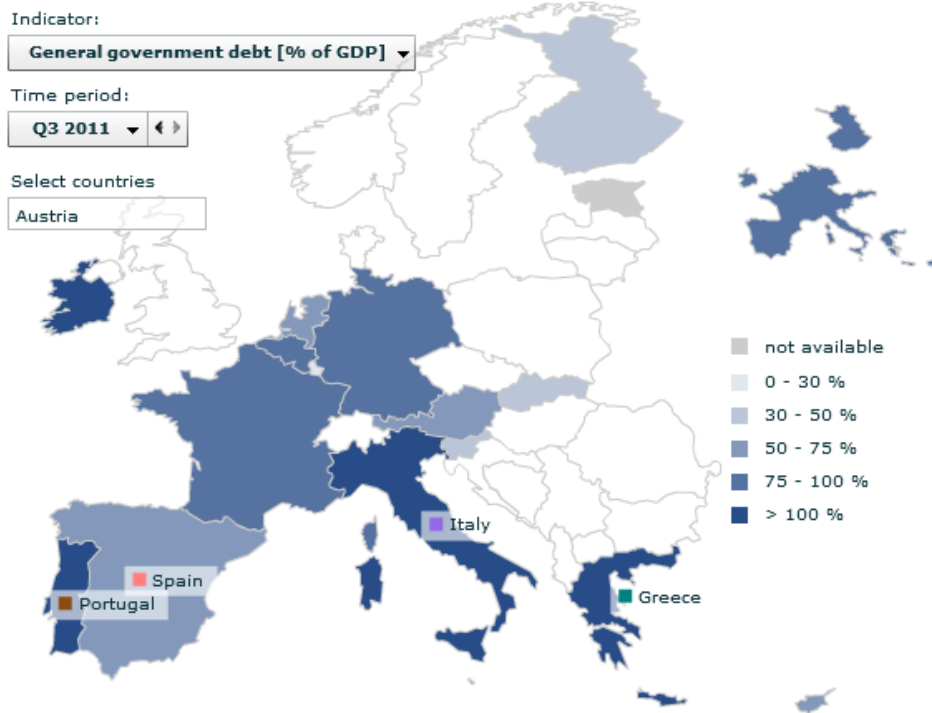 Indicator:
General government debt [% of GDP]
Time period:
Q3 2011
Select countries
Austria
not available
0 - 30 %
30 - 50 %
50 - 75 %
75 - 100 %
> 100 %
Italy
Spain
Portugal
Greece